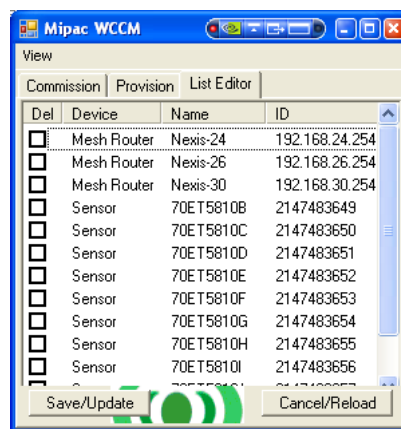 Mipac WCCM
View
Commission Provision List Editor
Del Device Name ID
Mesh Router Nexis-24 192.168.24.254
Mesh Router Nexis-26 192.168.26.254
Mesh Router Nexis-30 192.168.30.254
Sensor 70ET5810B 2147483649
Sensor 70ET5810C 2147483650
Sensor 70ET5810D 2147483651
Sensor 70ET5810E 2147483652
Sensor 70ET5810F 2147483653
Sensor 70ET5810G 2147483654
Sensor 70ET5810H 2147483655
Sensor 70ET5810I 2147483656
Save/Update Cancel/Reload